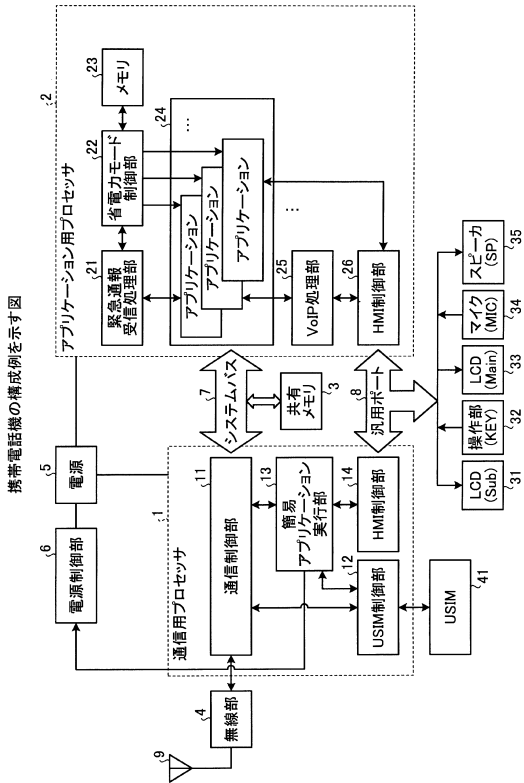 携帯電話機の構成例を示す図
6
電源制御部
5
電源
2
アプリケーション用プロセッサ
21
緊急通報
受信処理部
22
省電力モード
制御部
23
メモリ
24
アプリケーション
アプリケーション
アプリケーション
…
…
25
VoIP処理部
26
HMI制御部
1
通信用プロセッサ
11
通信制御部
13
簡易
アプリケーション
実行部
12
USIM制御部
14
HMI制御部
7
システムバス
3
共有
メモリ
8
汎用ポート
9
4
無線部
41
USIM
31
LCD
(Sub)
32
操作部
(KEY)
33
LCD
(Main)
34
マイク
(MIC)
35
スピーカ
(SP)